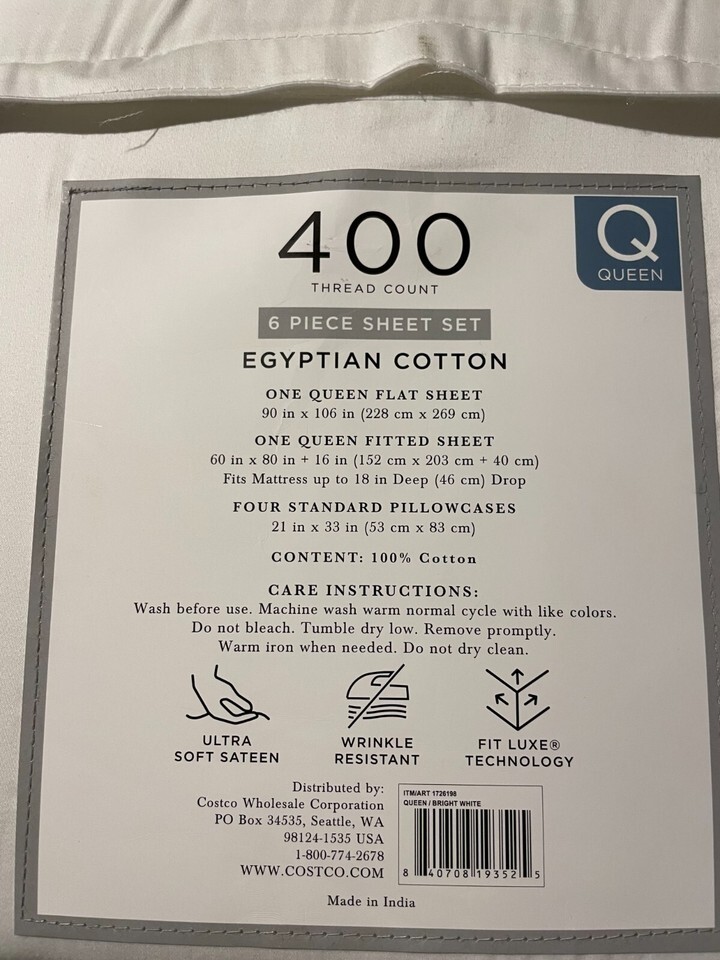 400
THREAD COUNT
Q
QUEEN
6 PIECE SHEET SET
EGYPTIAN COTTON
ONE QUEEN FLAT SHEET
90 in x 106 in (228 cm x 269 cm)
ONE QUEEN FITTED SHEET
60 in x 80 in + 16 in (152 cm x 203 cm + 40 cm)
Fits Mattress up to 18 in Deep (46 cm) Drop
FOUR STANDARD PILLOWCASES
21 in x 33 in (53 cm x 83 cm)
CONTENT: 100% Cotton
CARE INSTRUCTIONS:
Wash before use. Machine wash warm normal cycle with like colors.
Do not bleach. Tumble dry low. Remove promptly.
Warm iron when needed. Do not dry clean.
ULTRA
SOFT SATEEN
WRINKLE
RESISTANT
FIT LUXE®
TECHNOLOGY
Distributed by:
Costco Wholesale Corporation
PO Box 34535, Seattle, WA
98124-1535 USA
1-800-774-2678
WWW.COSTCO.COM
ITM/ART 1726198
QUEEN / BRIGHT WHITE
8 40708 19352 5
Made in India